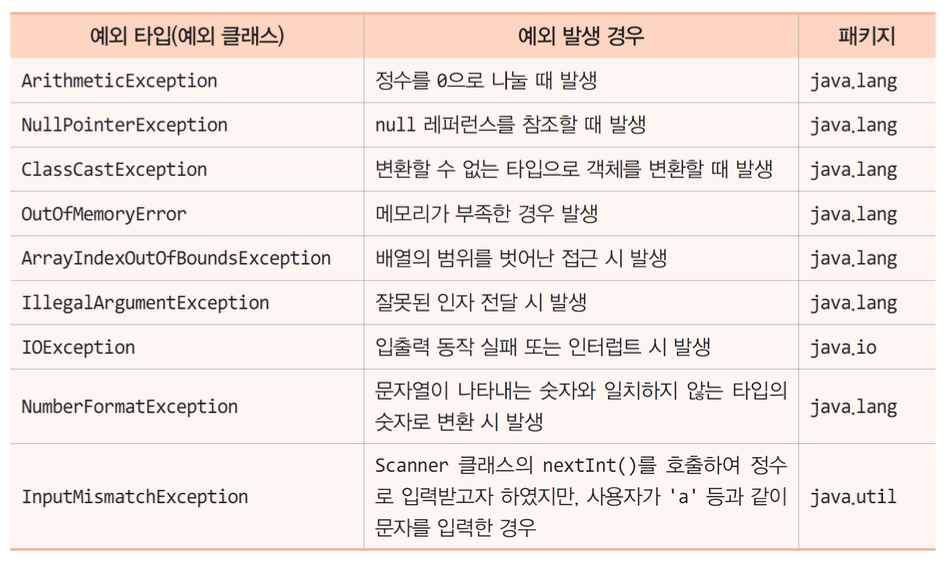 예외 타입(예외 클래스) 예외 발생 경우 패키지
ArithmeticException 정수를 0으로 나눌 때 발생 java.lang
NullPointerException null 레퍼런스를 참조할 때 발생 java.lang
ClassCastException 변환할 수 없는 타입으로 객체를 변환할 때 발생 java.lang
OutOfMemoryError 메모리가 부족한 경우 발생 java.lang
ArrayIndexOutOfBoundsException 배열의 범위를 벗어난 접근 시 발생 java.lang
IllegalArgumentException 잘못된 인자 전달 시 발생 java.lang
IOException 입출력 동작 실패 또는 인터럽트 시 발생 java.io
NumberFormatException 문자열이 나타내는 숫자와 일치하지 않는 타입의 java.lang
숫자로 변환 시 발생
InputMismatchException Scanner 클래스의 nextInt()를 호출하여 정수 java.util
로 입력받고자 하였지만, 사용자가 'a' 등과 같이
문자를 입력한 경우